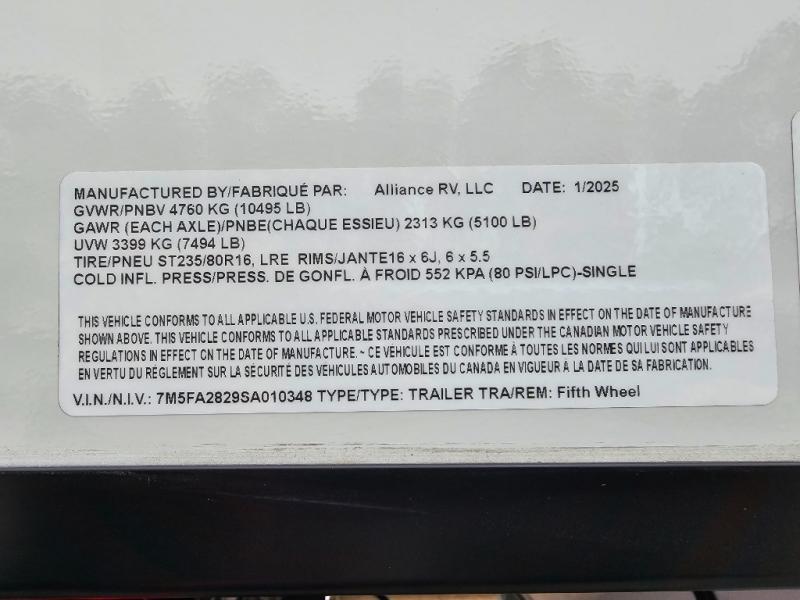 MANUFACTURED BY/FABRIQUÉ PAR: Alliance RV, LLC DATE: 1/2025
GVWR/PNBV 4760 KG (10495 LB)
GAWR (EACH AXLE)/PNBE(CHAQUE ESSIEU) 2313 KG (5100 LB)
UVW 3399 KG (7494 LB)
TIRE/PNEU ST235/80R16, LRE RIMS/JANTE16 x 6J, 6 x 5.5
COLD INFL. PRESS/PRESS. DE GONFL. À FROID 552 KPA (80 PSI/LPC)-SINGLE
THIS VEHICLE CONFORMS TO ALL APPLICABLE U.S. FEDERAL MOTOR VEHICLE SAFETY STANDARDS IN EFFECT ON THE DATE OF MANUFACTURE
SHOWN ABOVE. THIS VEHICLE CONFORMS TO ALL APPLICABLE STANDARDS PRESCRIBED UNDER THE CANADIAN MOTOR VEHICLE SAFETY
REGULATIONS IN EFFECT ON THE DATE OF MANUFACTURE. ~ CE VÉHICULE EST CONFORME À TOUTES LES NORMES QUI LUI SONT APPLICABLES
EN VERTU DU RÈGLEMENT SUR LA SÉCURITÉ DES VÉHICULES AUTOMOBILES DU CANADA EN VIGUEUR À LA DATE DE SA FABRICATION.
V.I.N./N.I.V.: 7M5FA2829SA010348 TYPE/TYPE: TRAILER TRA/REM: Fifth Wheel